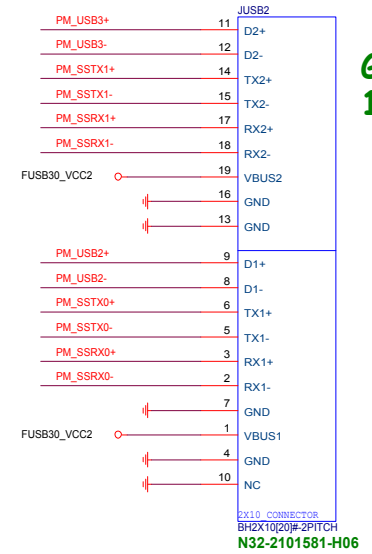 JUSB2
PM_USB3+ 11 D2+
PM_USB3- 12 D2-
PM_SSTX1+ 14 TX2+
PM_SSTX1- 15 TX2-
PM_SSRX1+ 17 RX2+
PM_SSRX1- 18 RX2-
FUSB30_VCC2 19 VBUS2
16 GND
13 GND
PM_USB2+ 9 D1+
PM_USB2- 8 D1-
PM_SSTX0+ 6 TX1+
PM_SSTX0- 5 TX1-
PM_SSRX0+ 3 RX1+
PM_SSRX0- 2 RX1-
7 GND
FUSB30_VCC2 1 VBUS1
4 GND
10 NC
2X10_CONNECTOR
BH2X10[20]#-2PITCH
N32-2101581-H06